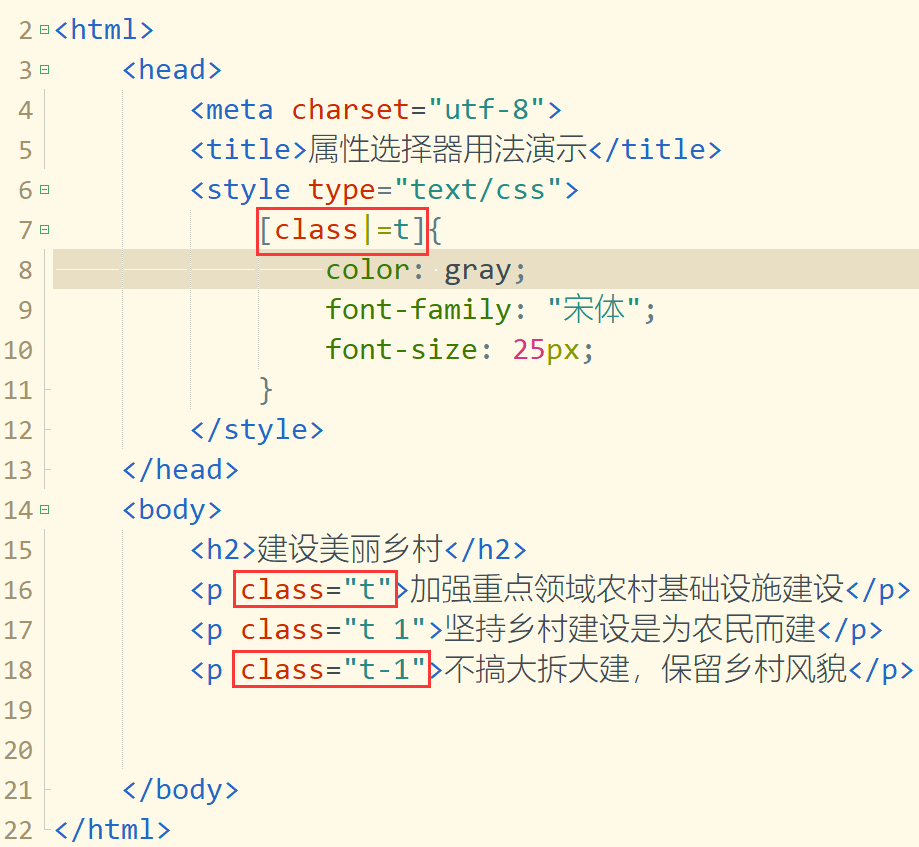 2 <html>
3 <head>
4 <meta charset="utf-8">
5 <title>属性选择器用法演示</title>
6 <style type="text/css">
7 [class|=t]{
8 color: gray;
9 font-family: "宋体";
10 font-size: 25px;
11 }
12 </style>
13 </head>
14 <body>
15 <h2>建设美丽乡村</h2>
16 <p class="t">加强重点领域农村基础设施建设</p>
17 <p class="t 1">坚持乡村建设是为农民而建</p>
18 <p class="t-1">不搞大拆大建，保留乡村风貌</p>
19
20
21 </body>
22 </html>